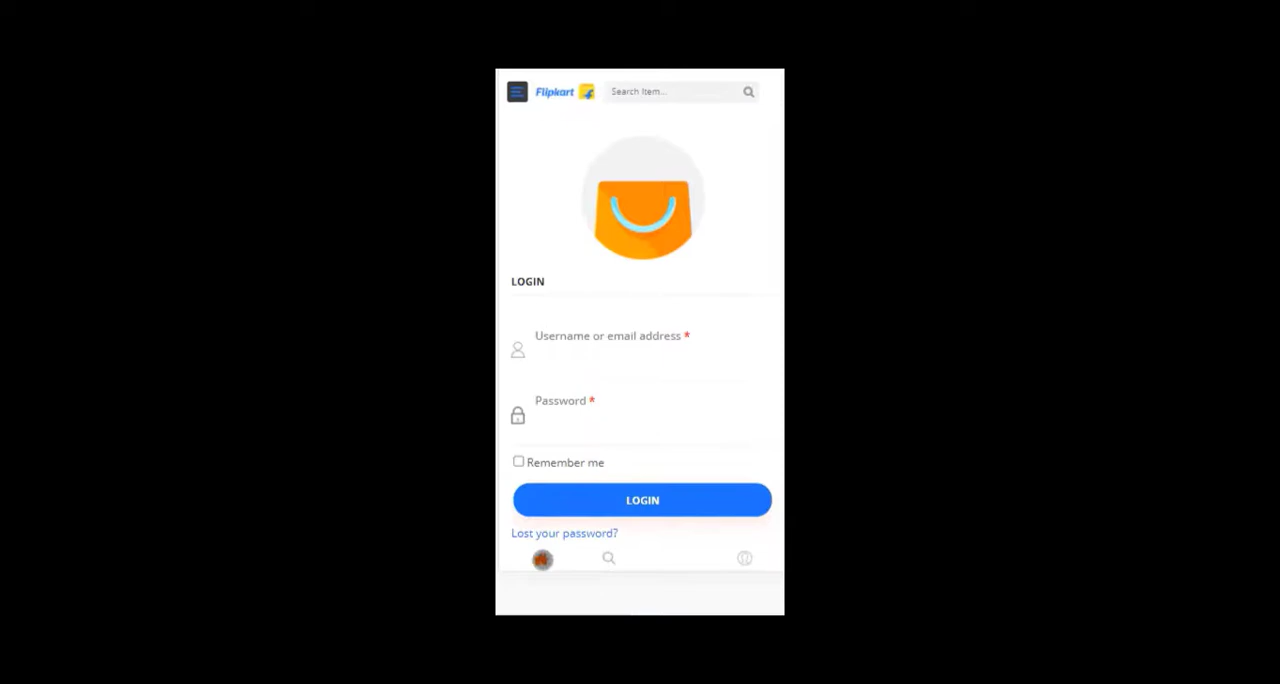 Flipkart Search Item...
LOGIN
Username or email address *
Password *
Remember me
LOGIN
Lost your password?